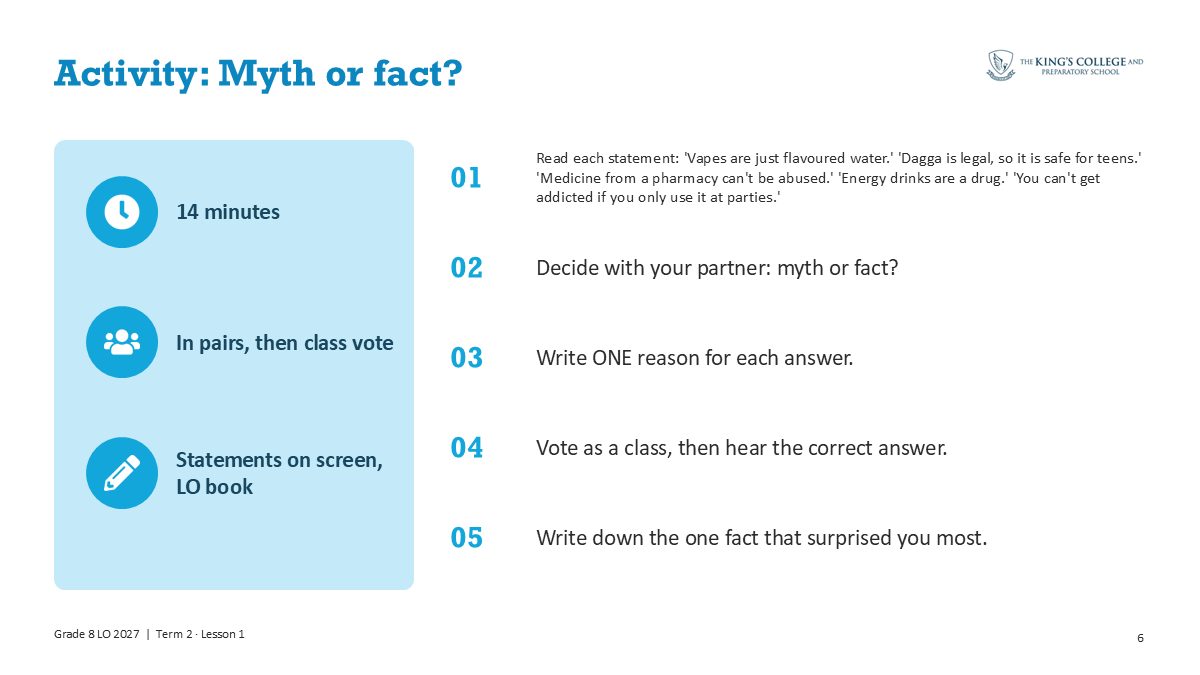 Activity: Myth or fact?
THE KING'S COLLEGE AND
PREPARATORY SCHOOL
14 minutes
In pairs, then class vote
Statements on screen,
LO book
01
Read each statement: 'Vapes are just flavoured water.' 'Dagga is legal, so it is safe for teens.'
'Medicine from a pharmacy can't be abused.' 'Energy drinks are a drug.' 'You can't get
addicted if you only use it at parties.'
02
Decide with your partner: myth or fact?
03
Write ONE reason for each answer.
04
Vote as a class, then hear the correct answer.
05
Write down the one fact that surprised you most.
Grade 8 LO 2027 | Term 2 · Lesson 1
6